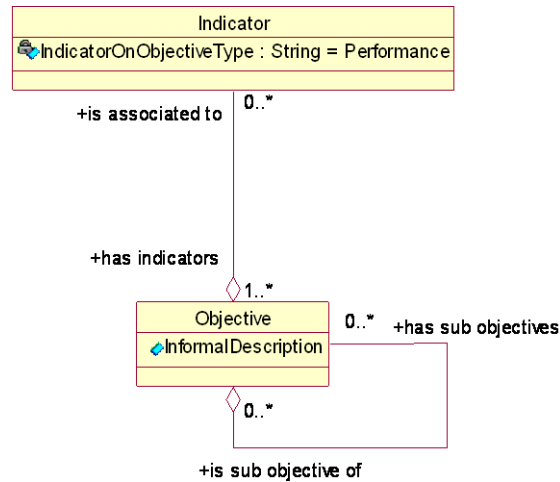 Indicator
IndicatorOnObjectiveType : String = Performance
0..*
+is associated to
+has indicators
1..*
Objective
0..*
+has sub objectives
InformalDescription
0..*
+is sub objective of